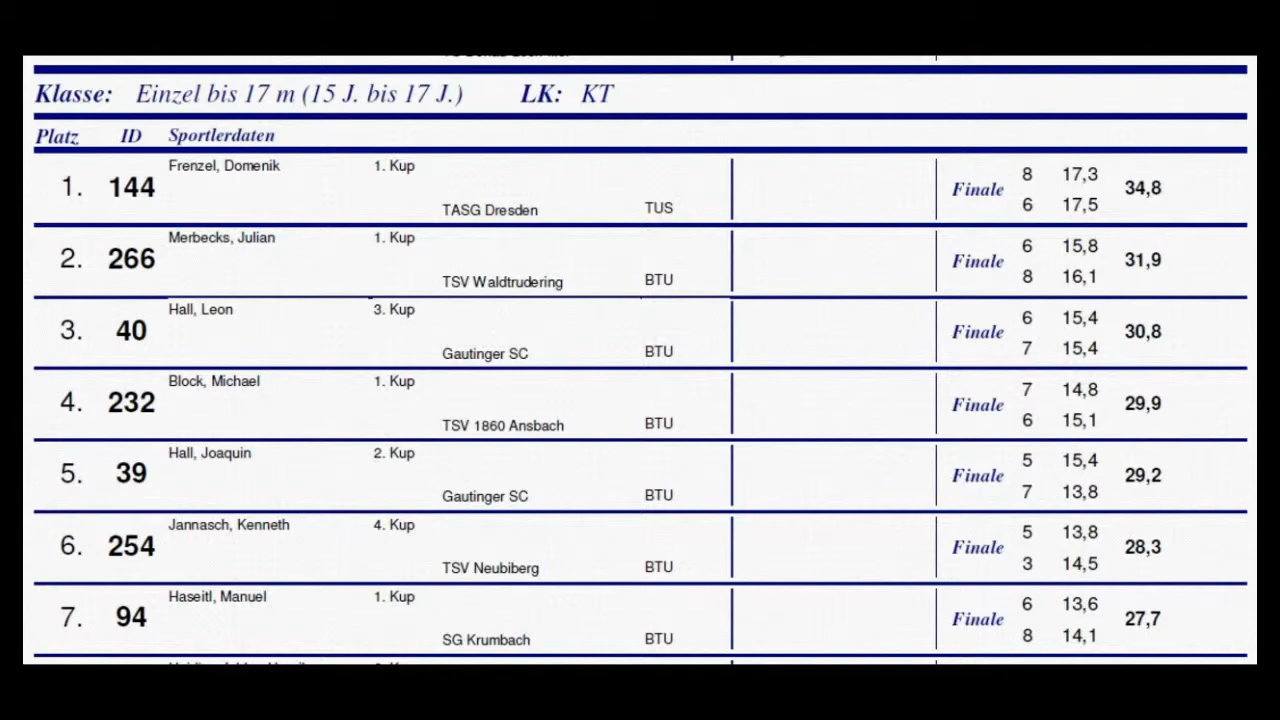 Klasse: Einzel bis 17 m (15 J. bis 17 J.) LK: KT
Platz ID Sportlerdaten
1. 144 Frenzel, Domenik 1. Kup
TASG Dresden TUS
Finale 8 17,3 34,8
6 17,5
2. 266 Merbecks, Julian 1. Kup
TSV Waldtrudering BTU
Finale 6 15,8 31,9
8 16,1
3. 40 Hall, Leon 3. Kup
Gautinger SC BTU
Finale 6 15,4 30,8
7 15,4
4. 232 Block, Michael 1. Kup
TSV 1860 Ansbach BTU
Finale 7 14,8 29,9
6 15,1
5. 39 Hall, Joaquin 2. Kup
Gautinger SC BTU
Finale 5 15,4 29,2
7 13,8
6. 254 Jannasch, Kenneth 4. Kup
TSV Neubiberg BTU
Finale 5 13,8 28,3
3 14,5
7. 94 Haseitl, Manuel 1. Kup
SG Krumbach BTU
Finale 6 13,6 27,7
8 14,1